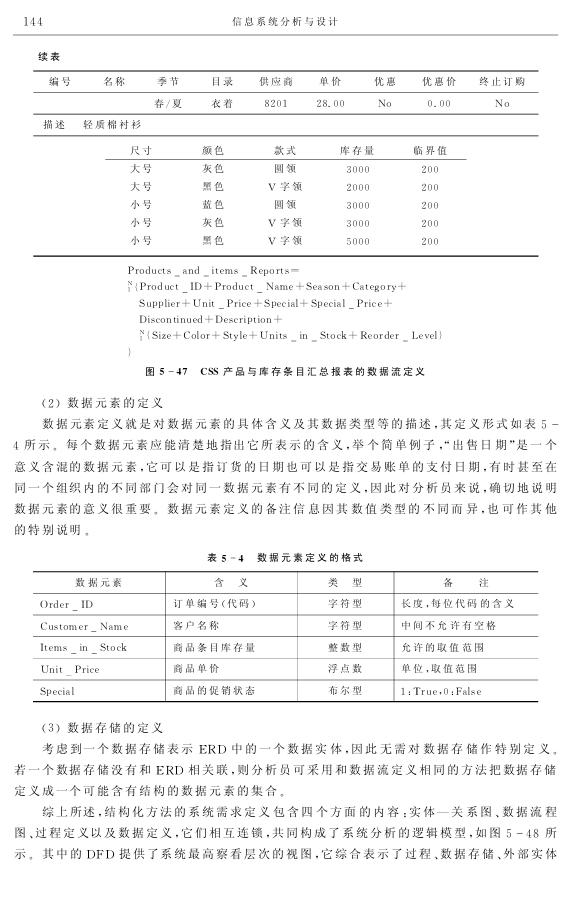 144 信息系统分析与设计
续表
编号 名称 季节 目录 供应商 单价 优惠 优惠价 终止订购
春/夏 衣着 8201 28.00 No 0.00 No
描述 轻质棉衬衫
尺寸 颜色 款式 库存量 临界值
大号 灰色 圆领 3000 200
大号 黑色 V字领 2000 200
小号 蓝色 圆领 3000 200
小号 灰色 V字领 3000 200
小号 黑色 V字领 5000 200
Products_and_items_Reports=
N1{Product_ID+Product_Name+Season+Category+
Supplier+Unit_Price+Special+Special_Price+
Discontinued+Description+
N1{Size+Color+Style+Units_in_Stock+Reorder_Level}
}
图 5-47 CSS 产品与库存条目汇总报表的数据流定义
(2) 数据元素的定义
数据元素定义就是对数据元素的具体含义及其数据类型等的描述,其定义形式如表 5-
4 所示。每个数据元素应能清楚地指出它所表示的含义,举个简单例子,“出售日期”是一个
意义含混的数据元素,它可以是指订货的日期也可以是指交易账单的支付日期,有时甚至在
同一个组织内的不同部门会对同一数据元素有不同的定义,因此对分析员来说,确切地说明
数据元素的意义很重要。数据元素定义的备注信息因其数值类型的不同而异,也可作其他
的特别说明。
表 5-4 数据元素定义的格式
数据元素 含 义 类 型 备 注
Order_ID 订单编号(代码) 字符型 长度,每位代码的含义
Customer_Name 客户名称 字符型 中间不允许有空格
Items_in_Stock 商品条目库存量 整数型 允许的取值范围
Unit_Price 商品单价 浮点数 单位,取值范围
Special 商品的促销状态 布尔型 1:True,0:False
(3) 数据存储的定义
考虑到一个数据存储表示 ERD 中的一个数据实体,因此无需对数据存储作特别定义。
若一个数据存储没有和 ERD 相关联,则分析员可采用和数据流定义相同的方法把数据存储
定义成一个可能含有结构的数据元素的集合。
综上所述,结构化方法的系统需求定义包含四个方面的内容:实体—关系图、数据流程
图、过程定义以及数据定义,它们相互连锁,共同构成了系统分析的逻辑模型,如图 5-48 所
示。其中的 DFD 提供了系统最高察看层次的视图,它综合表示了过程、数据存储、外部实体